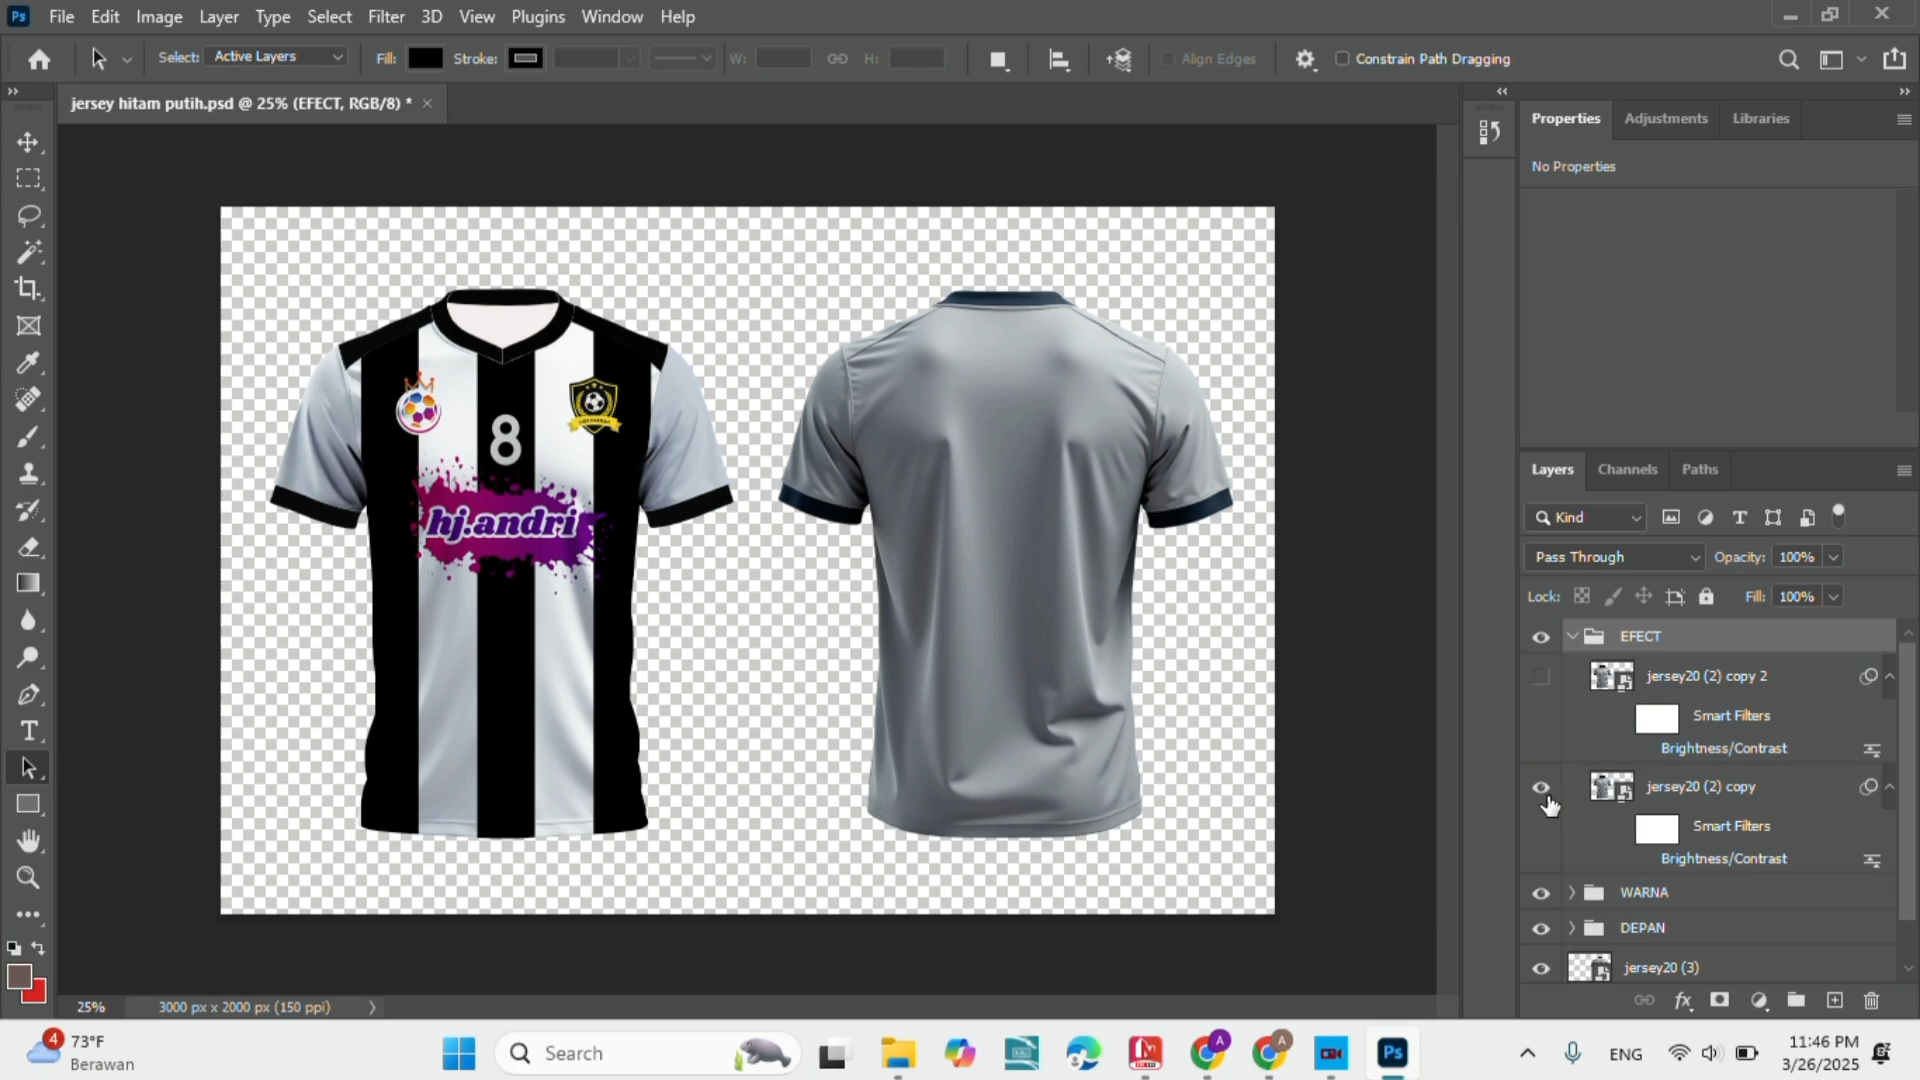 Ps File Edit Image Layer Type Select Filter 3D View Plugins Window Help
Select: Active Layers Fill: Stroke: W: H: Align Edges Constrain Path Dragging
jersey hitam putih.psd @ 25% (EFECT, RGB/8) *
Properties Adjustments Libraries
No Properties
8
hj.andri
Layers Channels Paths
Kind
Pass Through Opacity: 100%
Lock: Fill: 100%
EFECT
jersey20 (2) copy 2
Smart Filters
Brightness/Contrast
jersey20 (2) copy
Smart Filters
Brightness/Contrast
WARNA
DEPAN
jersey20 (3)
25% 3000 px x 2000 px (150 ppi)
4 73°F
Berawan
Search
A
A
Ps
ENG
11:46 PM
3/26/2025